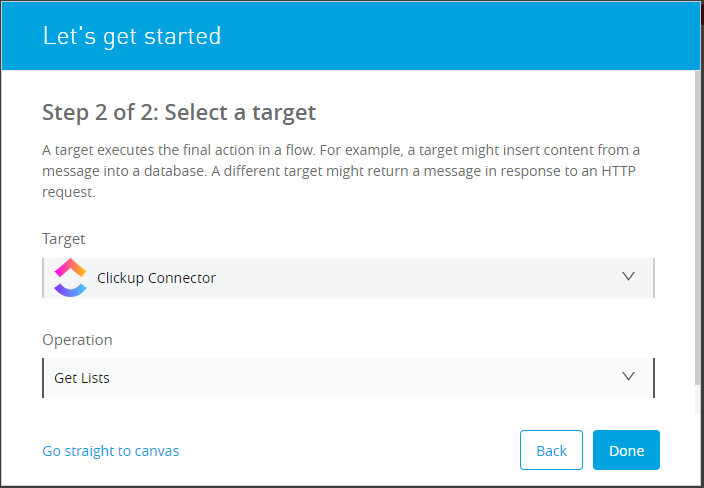 Let's get started
Step 2 of 2: Select a target
A target executes the final action in a flow. For example, a target might insert content from a
message into a database. A different target might return a message in response to an HTTP
request.
Target
Clickup Connector
Operation
Get Lists
Go straight to canvas
Back
Done